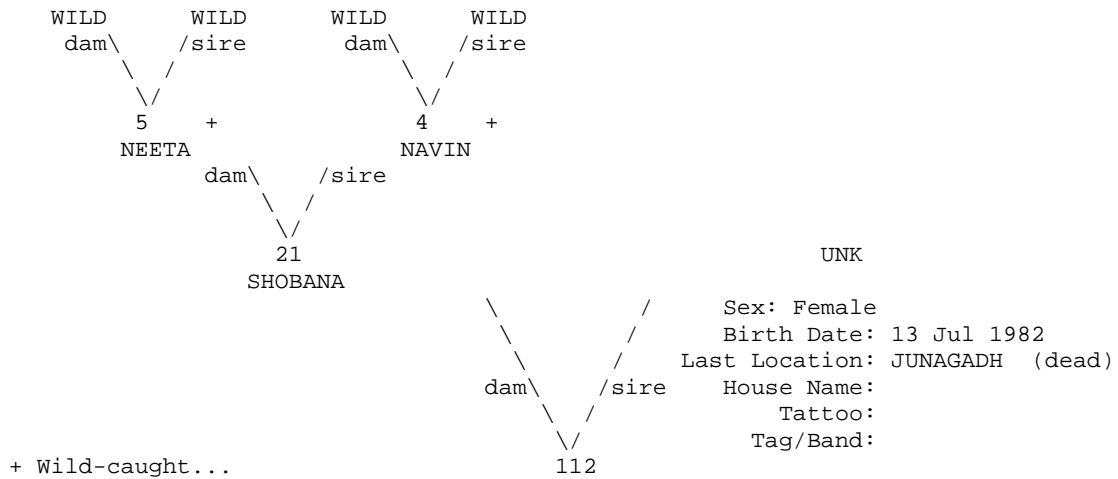 WILD WILD WILD WILD
dam\ /sire dam\ /sire
\ / \ /
\/ \/
5 + 4 +
NEETA NAVIN
dam\ /sire
\ /
\/
21 UNK
SHOBANA
\ / Sex: Female
\ / Birth Date: 13 Jul 1982
\ / Last Location: JUNAGADH (dead)
dam\ /sire House Name:
\ / Tattoo:
\/ Tag/Band:
+ Wild-caught... 112